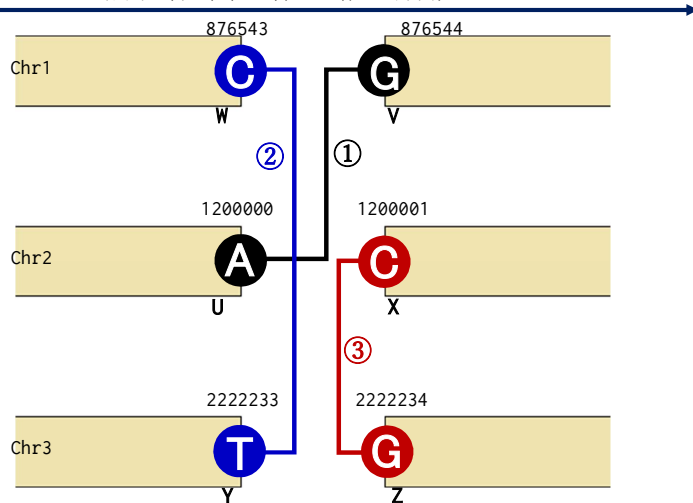 876543 876544
Chr1 C G
W V
② ①
1200000 1200001
Chr2 A C
U X
③
2222233 2222234
Chr3 T G
Y Z